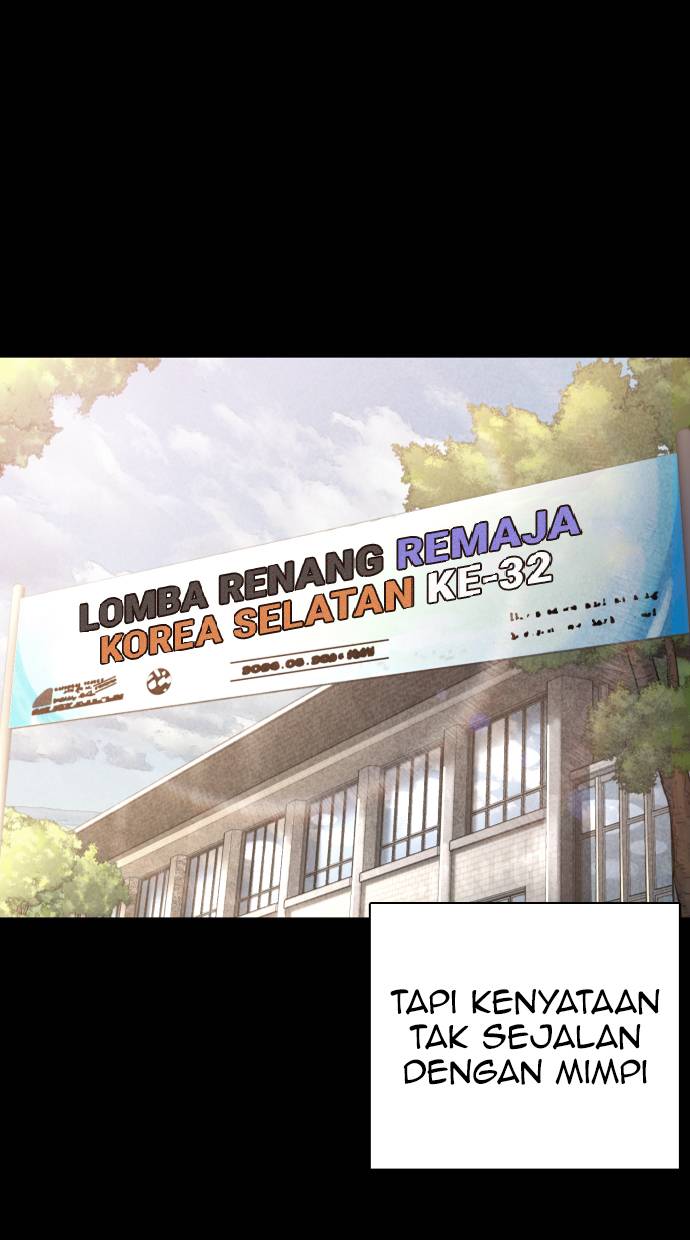 LOMBA RENANG REMAJA
KOREA SELATAN KE-32
TAPI KENYATAAN
TAK SEJALAN
DENGAN MIMPI